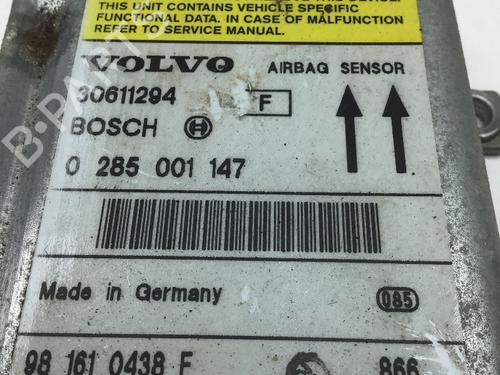 THIS UNIT CONTAINS VEHICLE SPECIFIC
FUNCTIONAL DATA. IN CASE OF MALFUNCTION
REFER TO SERVICE MANUAL.
VOLVO AIRBAG SENSOR
30611294 F
BOSCH
0 285 001 147
Made in Germany 085
98 161 0438 F 866
B-PARTS